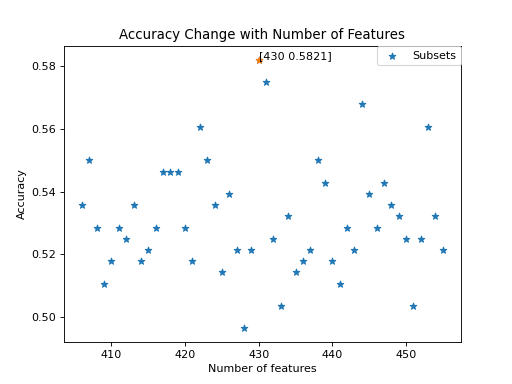 Accuracy Change with Number of Features
[430 0.5821]
Subsets
0.58
0.56
0.54
0.52
0.50
Accuracy
410 420 430 440 450
Number of features